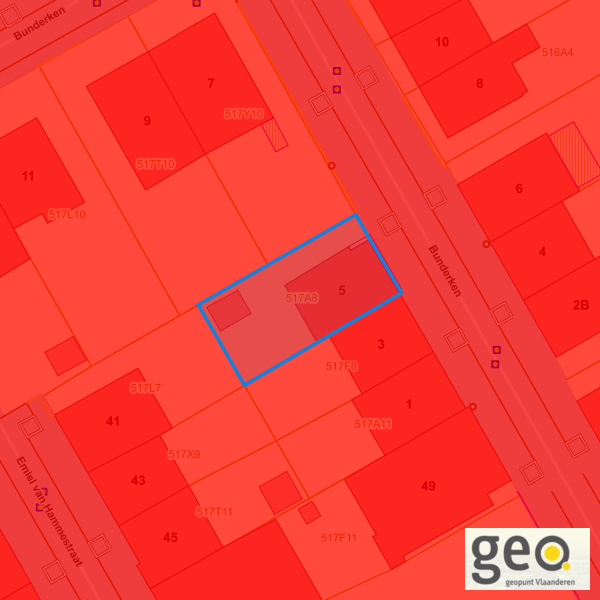 Bunderken
10
516A4
7
8
517Y10
9
517T10
11
6
517L10
4
Bunderken
5
517A8
2B
3
517F8
517L7
1
41
517A11
517X9
43
49
Emiel van Hammestraat
517T11
45
517F11
geo.
geopunt Vlaanderen